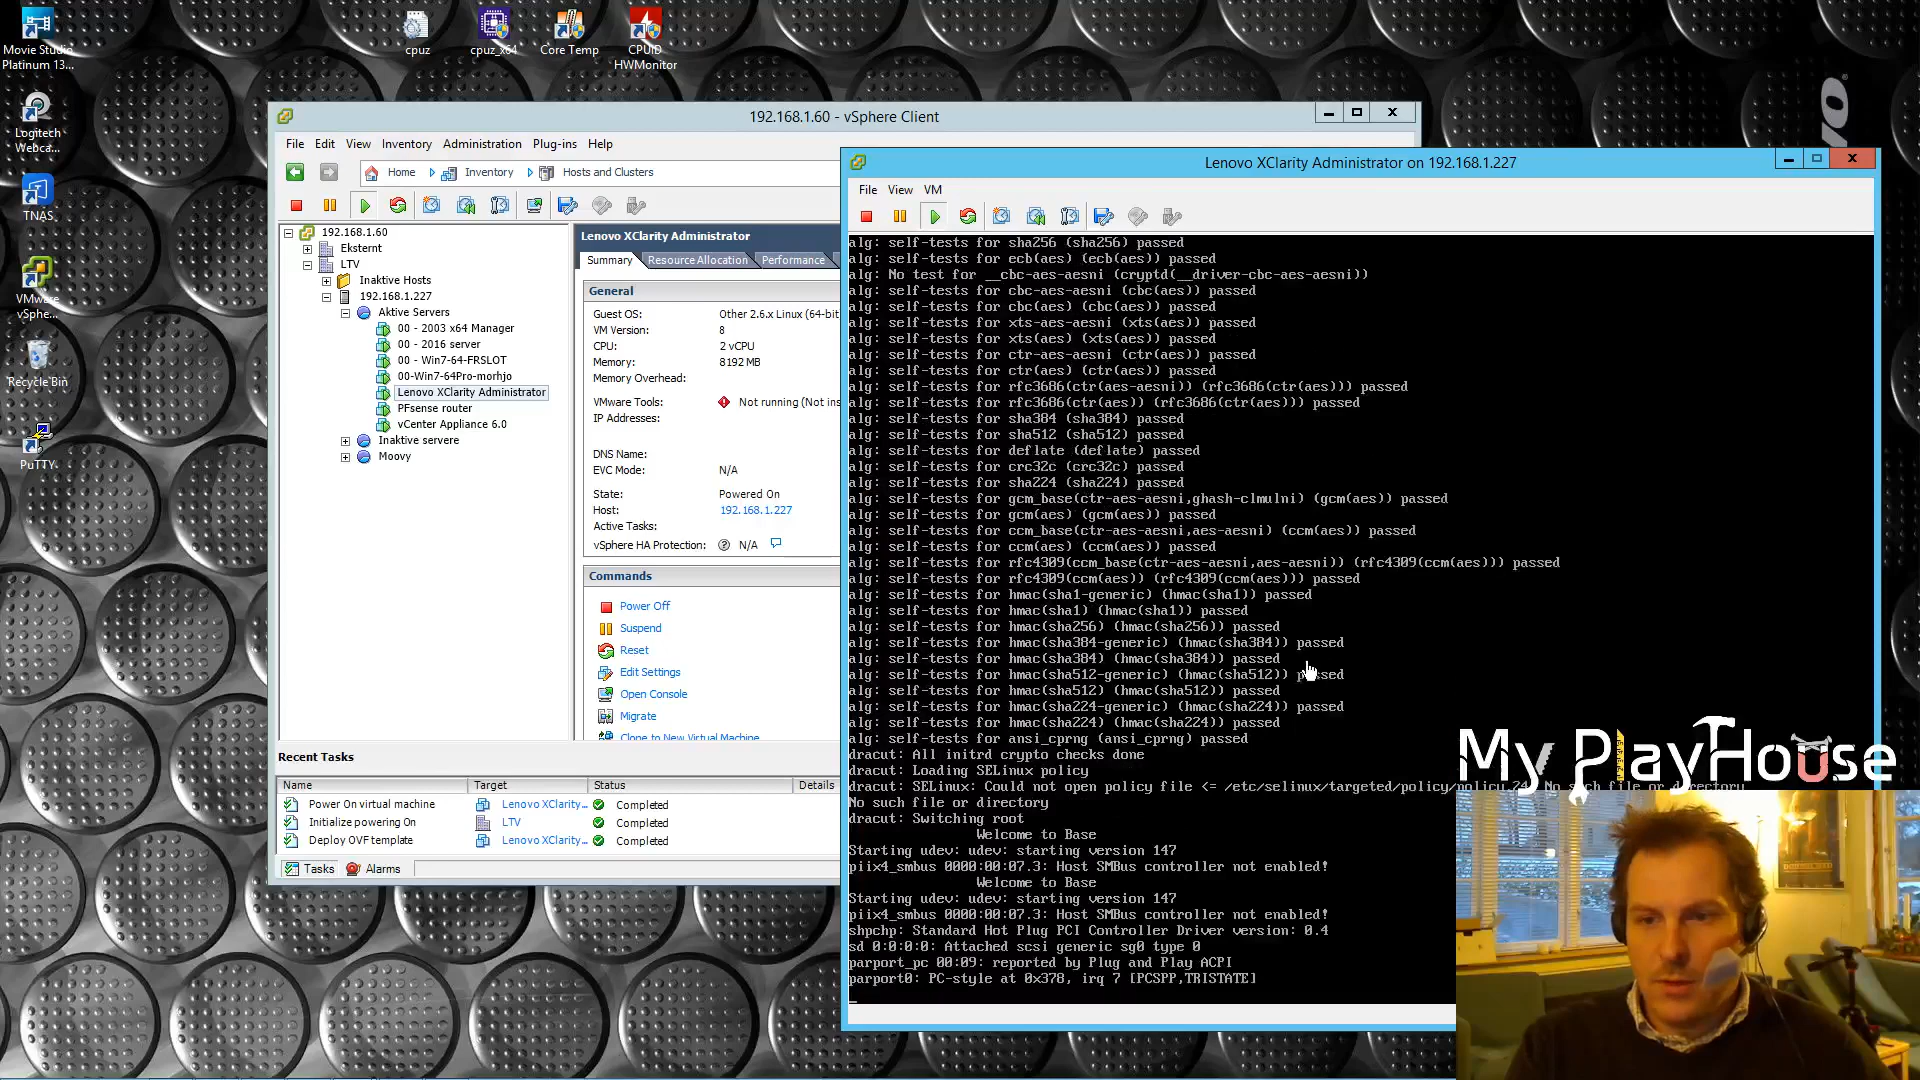 Movie Studio
Platinum 13...
cpuz
cpuz_x64
Core Temp
CPUID
HWMonitor
Logitech
Webca...
TNAS
VMware
vSphe...
Recycle Bin
PuTTY
192.168.1.60 - vSphere Client
File Edit View Inventory Administration Plug-ins Help
Home Inventory Hosts and Clusters
192.168.1.60
Eksternt
LTV
Inaktive Hosts
192.168.1.227
Aktive Servers
00 - 2003 x64 Manager
00 - 2016 server
00 - Win7-64-FRSLOT
00-Win7-64Pro-morhjo
Lenovo XClarity Administrator
PFsense router
vCenter Appliance 6.0
Inaktive servere
Moovy
Lenovo XClarity Administrator
Summary Resource Allocation Performance
General
Guest OS: Other 2.6.x Linux (64-bit
VM Version: 8
CPU: 2 vCPU
Memory: 8192 MB
Memory Overhead:
VMware Tools: Not running (Not ins
IP Addresses:
DNS Name:
EVC Mode: N/A
State: Powered On
Host: 192.168.1.227
Active Tasks:
vSphere HA Protection: N/A
Commands
Power Off
Suspend
Reset
Edit Settings
Open Console
Migrate
Clone to New Virtual Machine
Recent Tasks
Name Target Status Details
Power On virtual machine Lenovo XClarity... Completed
Initialize powering On LTV Completed
Deploy OVF template Lenovo XClarity... Completed
Tasks Alarms
Lenovo XClarity Administrator on 192.168.1.227
File View VM
alg: self-tests for sha256 (sha256) passed
alg: self-tests for ecb(aes) (ecb(aes)) passed
alg: No test for __cbc-aes-aesni (cryptd(__driver-cbc-aes-aesni))
alg: self-tests for cbc-aes-aesni (cbc(aes)) passed
alg: self-tests for cbc(aes) (cbc(aes)) passed
alg: self-tests for xts-aes-aesni (xts(aes)) passed
alg: self-tests for xts(aes) (xts(aes)) passed
alg: self-tests for ctr-aes-aesni (ctr(aes)) passed
alg: self-tests for ctr(aes) (ctr(aes)) passed
alg: self-tests for rfc3686(ctr(aes-aesni)) (rfc3686(ctr(aes))) passed
alg: self-tests for rfc3686(ctr(aes)) (rfc3686(ctr(aes))) passed
alg: self-tests for sha384 (sha384) passed
alg: self-tests for sha512 (sha512) passed
alg: self-tests for deflate (deflate) passed
alg: self-tests for crc32c (crc32c) passed
alg: self-tests for sha224 (sha224) passed
alg: self-tests for gcm_base(ctr-aes-aesni,ghash-clmulni) (gcm(aes)) passed
alg: self-tests for gcm(aes) (gcm(aes)) passed
alg: self-tests for ccm_base(ctr-aes-aesni,aes-aesni) (ccm(aes)) passed
alg: self-tests for ccm(aes) (ccm(aes)) passed
alg: self-tests for rfc4309(ccm_base(ctr-aes-aesni,aes-aesni)) (rfc4309(ccm(aes))) passed
alg: self-tests for rfc4309(ccm(aes)) (rfc4309(ccm(aes))) passed
alg: self-tests for hmac(sha1-generic) (hmac(sha1)) passed
alg: self-tests for hmac(sha1) (hmac(sha1)) passed
alg: self-tests for hmac(sha256) (hmac(sha256)) passed
alg: self-tests for hmac(sha384-generic) (hmac(sha384)) passed
alg: self-tests for hmac(sha384) (hmac(sha384)) passed
alg: self-tests for hmac(sha512-generic) (hmac(sha512)) passed
alg: self-tests for hmac(sha512) (hmac(sha512)) passed
alg: self-tests for hmac(sha224-generic) (hmac(sha224)) passed
alg: self-tests for hmac(sha224) (hmac(sha224)) passed
alg: self-tests for ansi_cprng (ansi_cprng) passed
dracut: All initrd crypto checks done
dracut: Loading SELinux policy
dracut: SELinux: Could not open policy file <= /etc/selinux/targeted/policy/policy.24: No such file or directory
No such file or directory
dracut: Switching root
Welcome to Base
Starting udev: udev: starting version 147
piix4_smbus 0000:00:07.3: Host SMBus controller not enabled!
Welcome to Base
Starting udev: udev: starting version 147
piix4_smbus 0000:00:07.3: Host SMBus controller not enabled!
shpchp: Standard Hot Plug PCI Controller Driver version: 0.4
sd 0:0:0:0: Attached scsi generic sg0 type 0
parport_pc 00:09: reported by Plug and Play ACPI
parport0: PC-style at 0x378, irq 7 [PCSPP,TRISTATE]
My PlayHouse